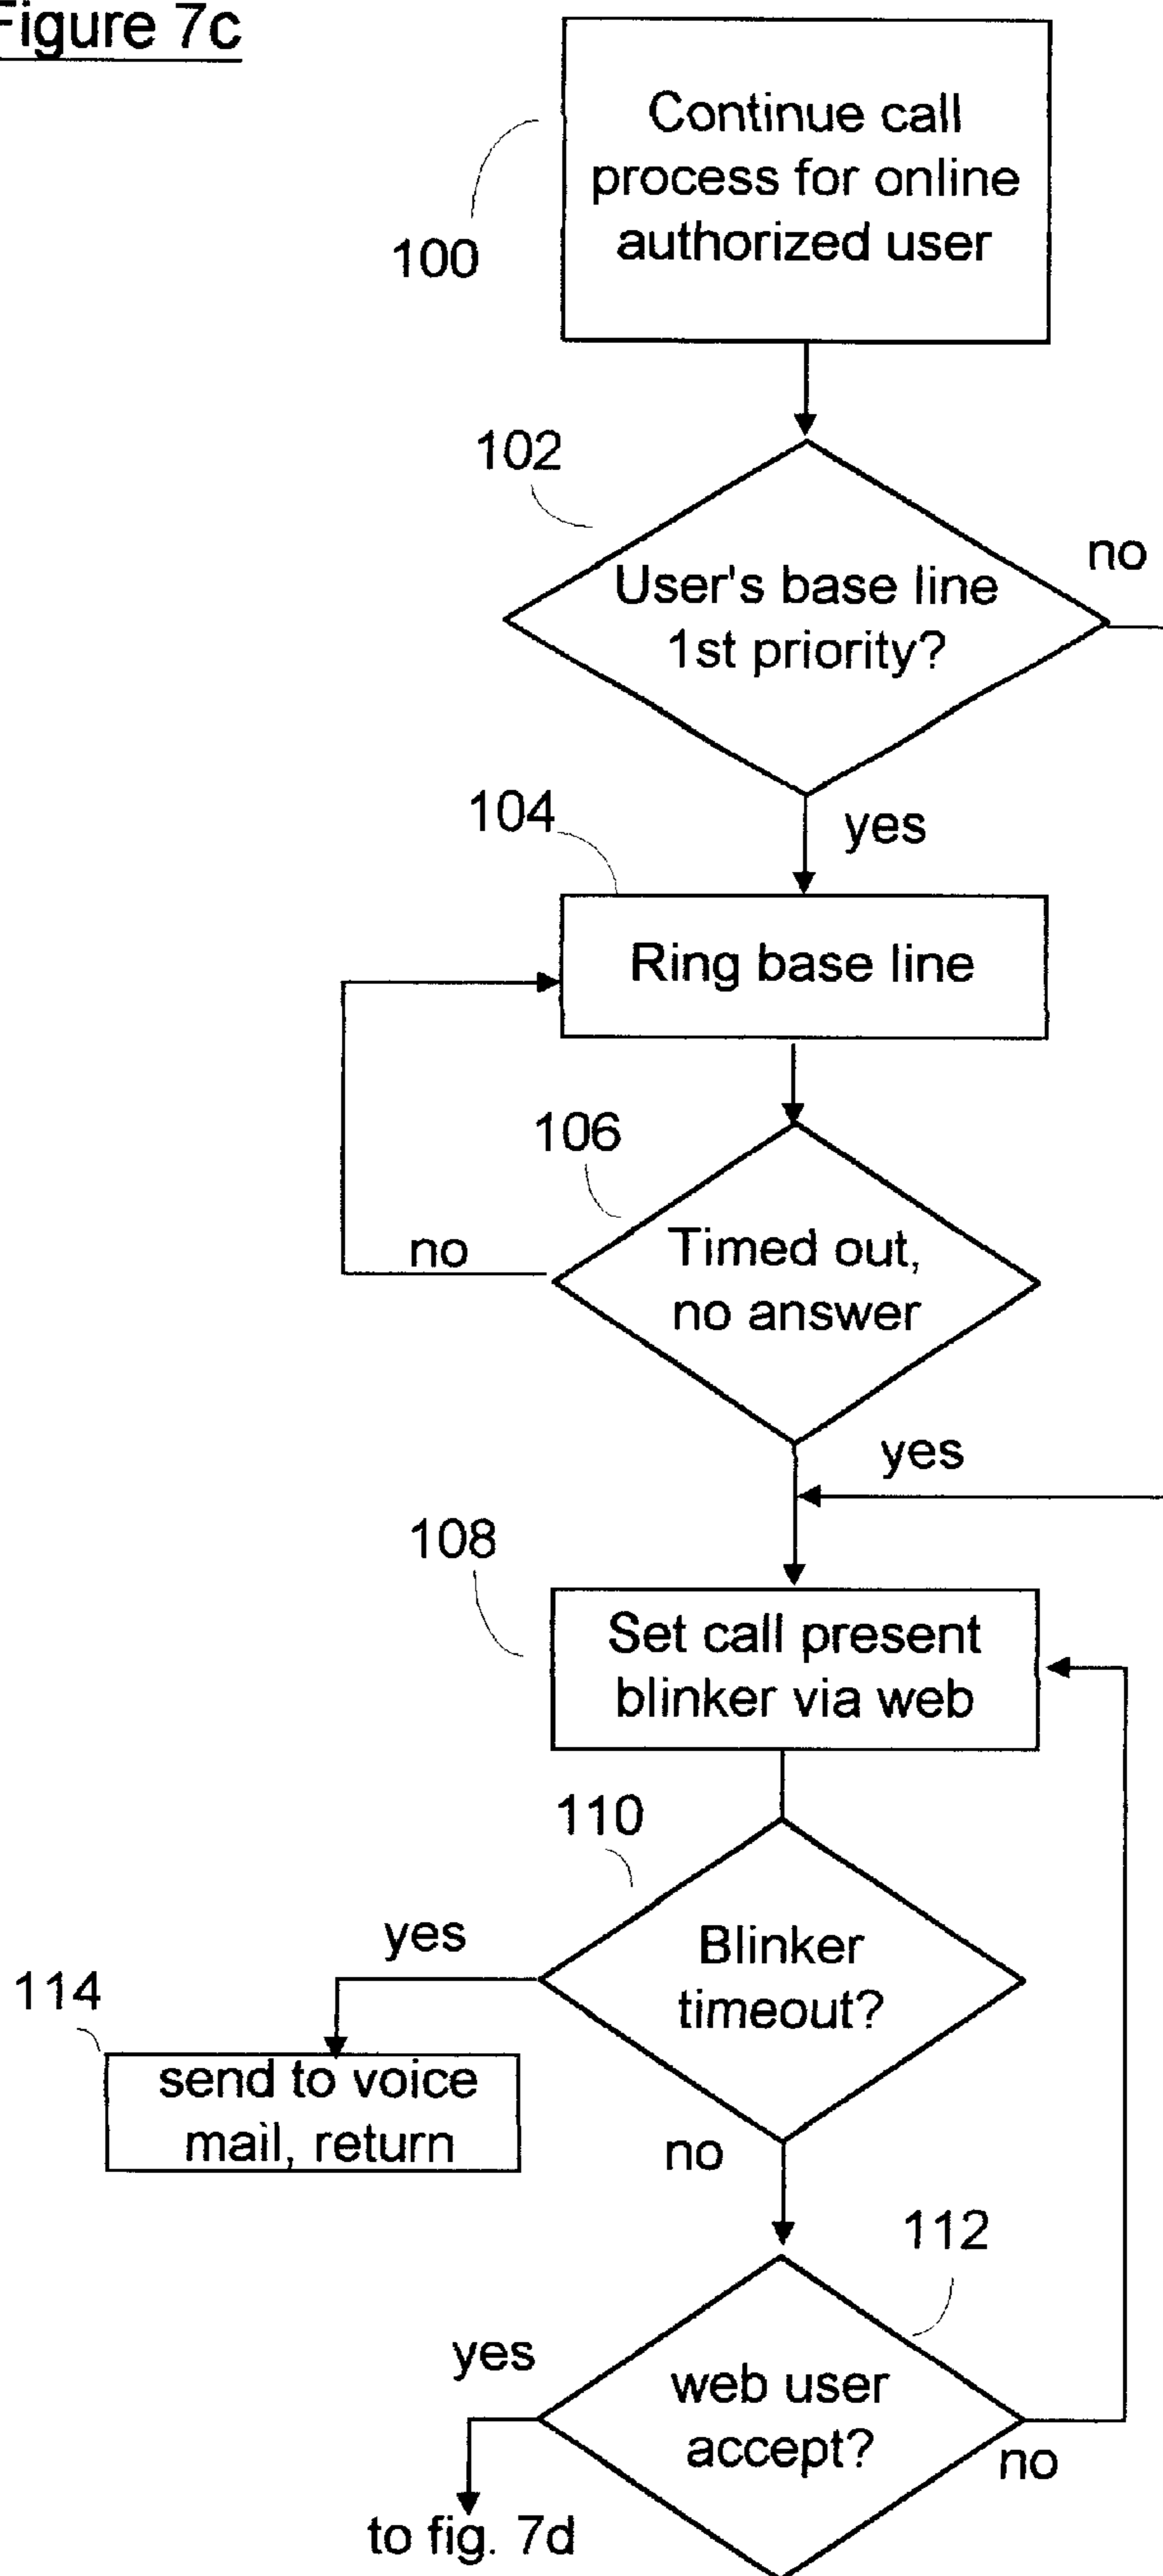 Figure 7c
Continue call
process for online
authorized user
100
102
no
User's base line
1st priority?
104
yes
Ring base line
106
no
Timed out,
no answer
yes
108
Set call present
blinker via web
110
yes
Blinker
timeout?
114
send to voice
mail, return
no
112
yes
web user
accept?
no
to fig. 7d